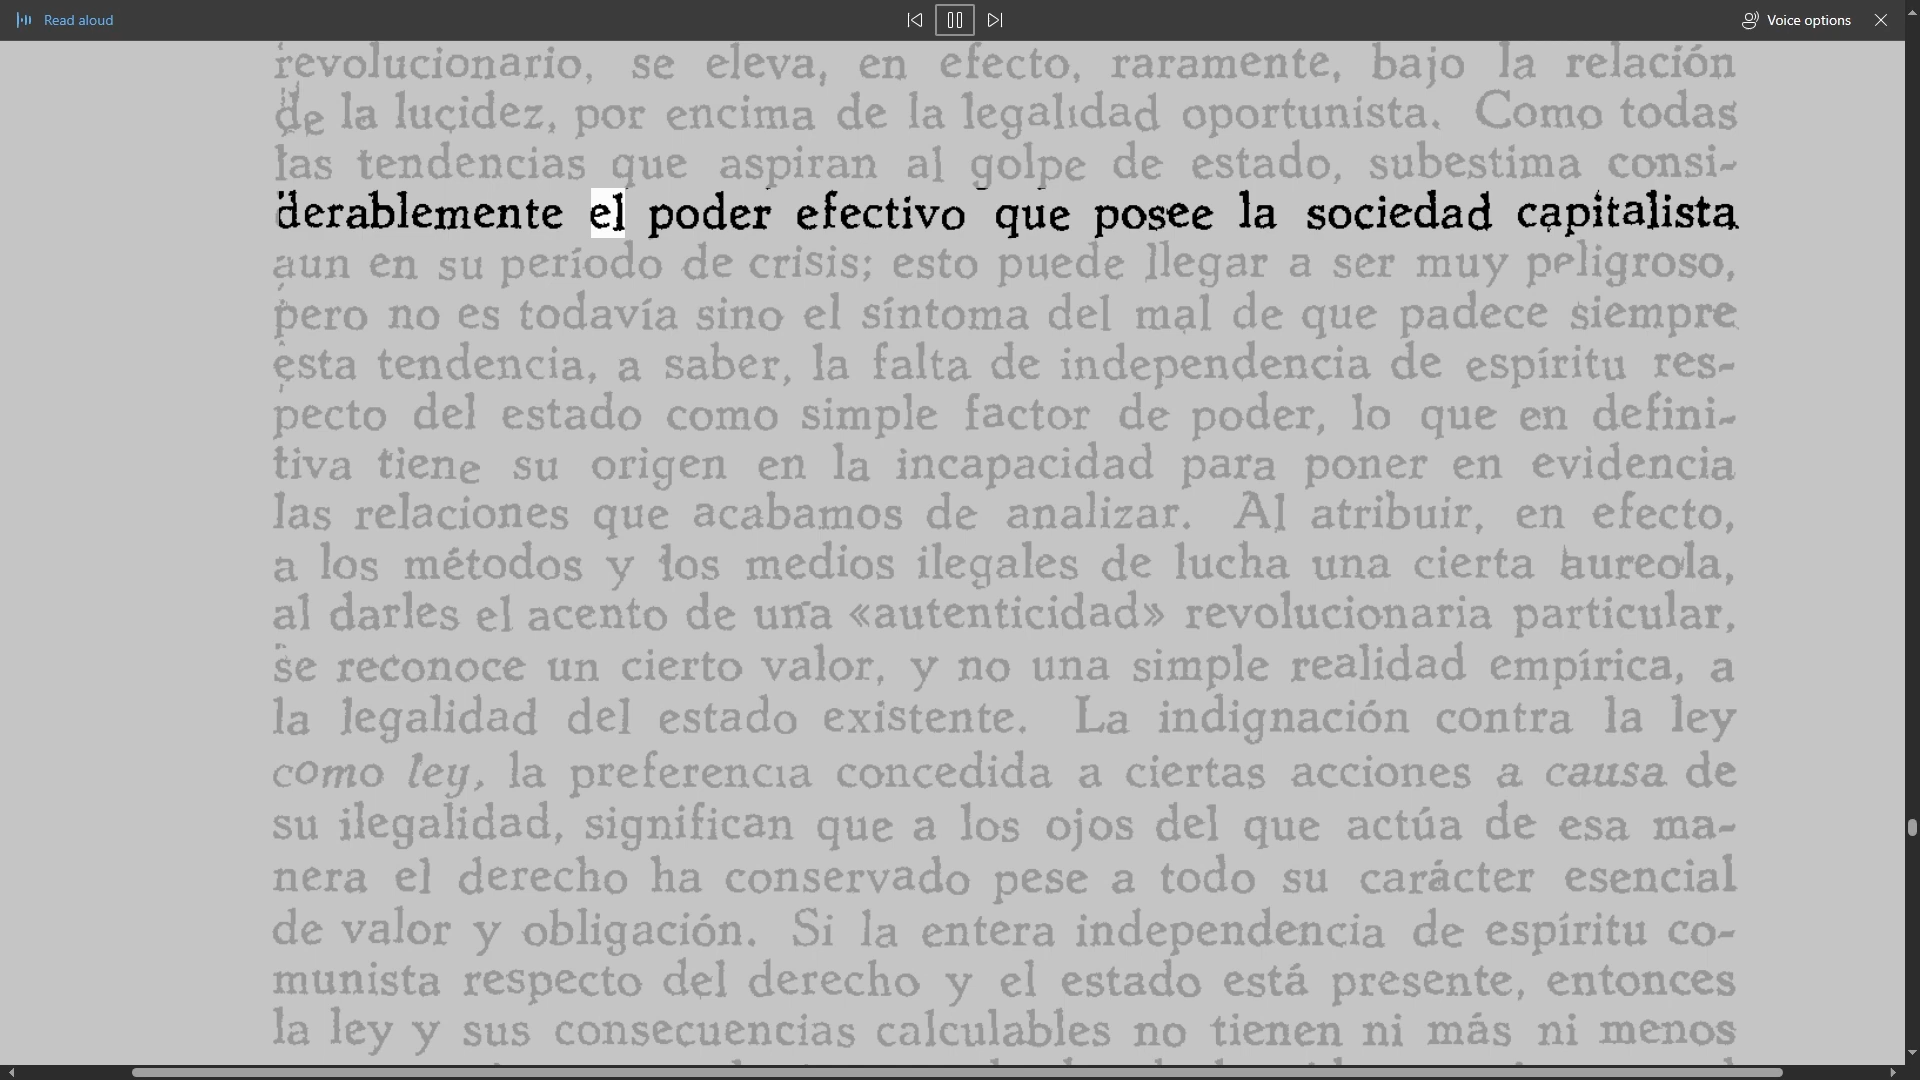 Read aloud
Voice options
revolucionario, se eleva, en efecto, raramente, bajo la relación
de la lucidez, por encima de la legalidad oportunista. Como todas
las tendencias que aspiran al golpe de estado, subestima consi-
derablemente el poder efectivo que posee la sociedad capitalista
aun en su período de crisis; esto puede llegar a ser muy peligroso,
pero no es todavía sino el síntoma del mal de que padece siempre
esta tendencia, a saber, la falta de independencia de espíritu res-
pecto del estado como simple factor de poder, lo que en defini-
tiva tiene su origen en la incapacidad para poner en evidencia
las relaciones que acabamos de analizar. Al atribuir, en efecto,
a los métodos y los medios ilegales de lucha una cierta aureola,
al darles el acento de una «autenticidad» revolucionaria particular,
se reconoce un cierto valor, y no una simple realidad empírica, a
la legalidad del estado existente. La indignación contra la ley
como ley, la preferencia concedida a ciertas acciones a causa de
su ilegalidad, significan que a los ojos del que actúa de esa ma-
nera el derecho ha conservado pese a todo su carácter esencial
de valor y obligación. Si la entera independencia de espíritu co-
munista respecto del derecho y el estado está presente, entonces
la ley y sus consecuencias calculables no tienen ni más ni menos